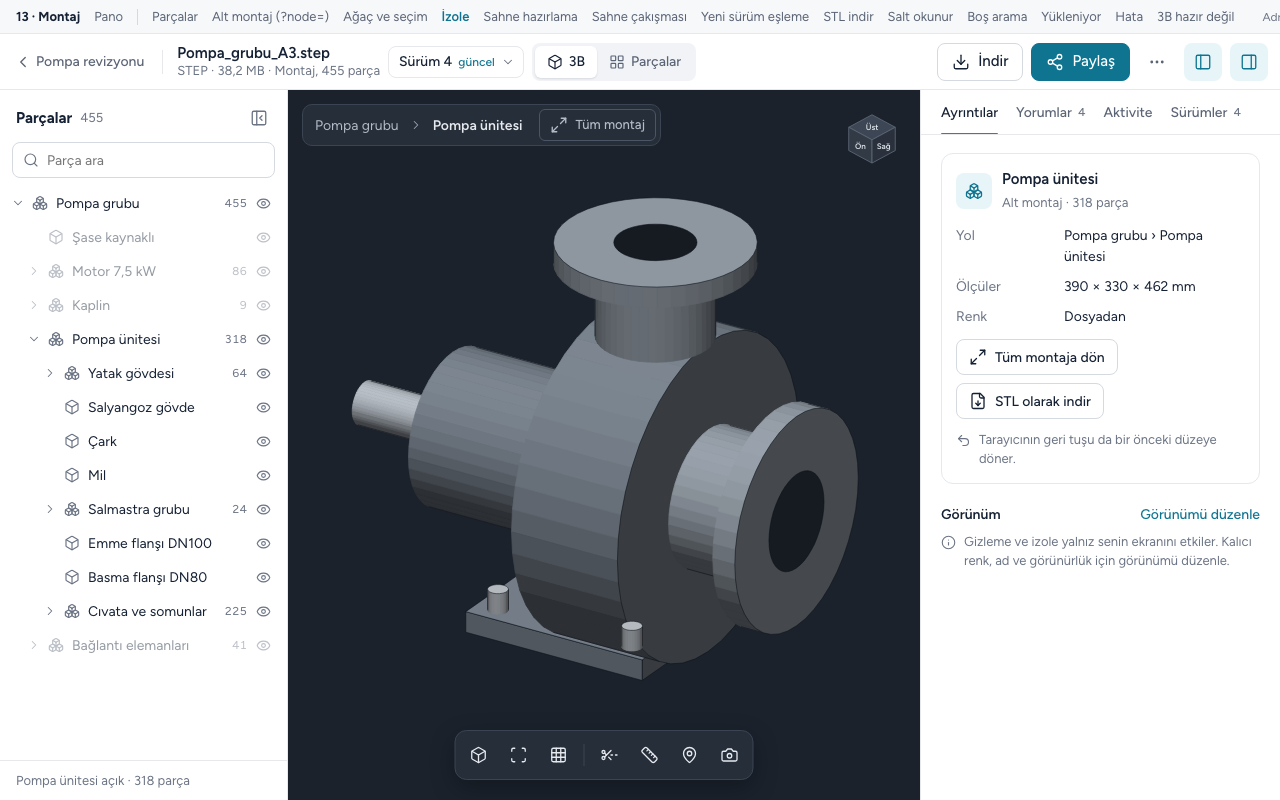 13 · Montaj Pano Parçalar Alt montaj (?node=) Ağaç ve seçim İzole Sahne hazırlama Sahne çakışması Yeni sürüm eşleme STL indir Salt okunur Boş arama Yükleniyor Hata 3B hazır değil
Pompa revizyonu
Pompa_grubu_A3.step
STEP · 38,2 MB · Montaj, 455 parça
Sürüm 4 güncel
3B
Parçalar
İndir
Paylaş
Parçalar 455
Parça ara
Pompa grubu 455
Şase kaynaklı
Motor 7,5 kW 86
Kaplin 9
Pompa ünitesi 318
Yatak gövdesi 64
Salyangoz gövde
Çark
Mil
Salmastra grubu 24
Emme flanşı DN100
Basma flanşı DN80
Cıvata ve somunlar 225
Bağlantı elemanları 41
Pompa ünitesi açık · 318 parça
Pompa grubu Pompa ünitesi Tüm montaj
Üst
Ön Sağ
Ayrıntılar Yorumlar 4 Aktivite Sürümler 4
Pompa ünitesi
Alt montaj · 318 parça
Yol Pompa grubu › Pompa
ünitesi
Ölçüler 390 × 330 × 462 mm
Renk Dosyadan
Tüm montaja dön
STL olarak indir
Tarayıcının geri tuşu da bir önceki düzeye
döner.
Görünüm Görünümü düzenle
Gizleme ve izole yalnız senin ekranını etkiler. Kalıcı
renk, ad ve görünürlük için görünümü düzenle.